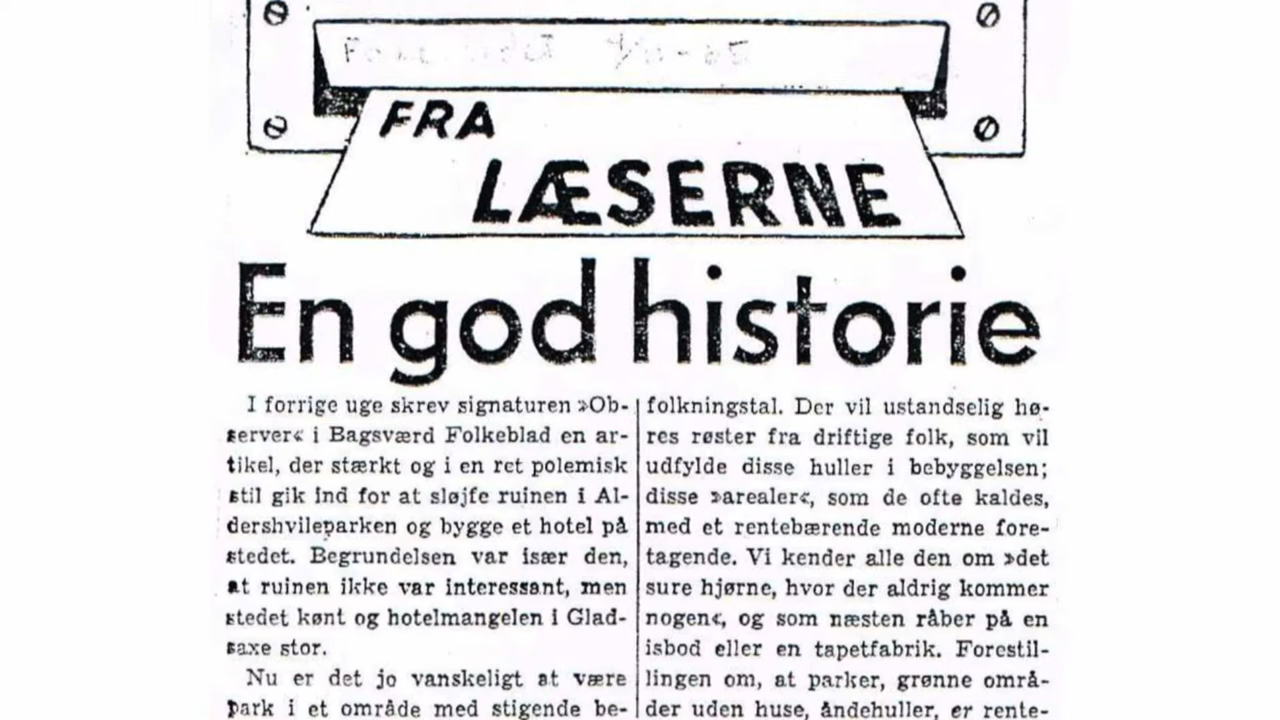 FRA
LÆSERNE
En god historie
I forrige uge skrev signaturen »Ob-
server« i Bagsværd Folkeblad en ar-
tikel, der stærkt og i en ret polemisk
stil gik ind for at sløjfe ruinen i Al-
dershvileparken og bygge et hotel på
stedet. Begrundelsen var især den,
at ruinen ikke var interessant, men
stedet kønt og hotelmangelen i Glad-
saxe stor.
Nu er det jo vanskeligt at være
park i et område med stigende be-
folkningstal. Der vil ustandselig hø-
res røster fra driftige folk, som vil
udfylde disse huller i bebyggelsen;
disse »arealer«, som de ofte kaldes,
med et rentebærende moderne fore-
tagende. Vi kender alle den om »det
sure hjørne, hvor der aldrig kommer
nogen«, og som næsten råber på en
isbod eller en tapetfabrik. Forestil-
lingen om, at parker, grønne områ-
der uden huse, åndehuller, er rente-